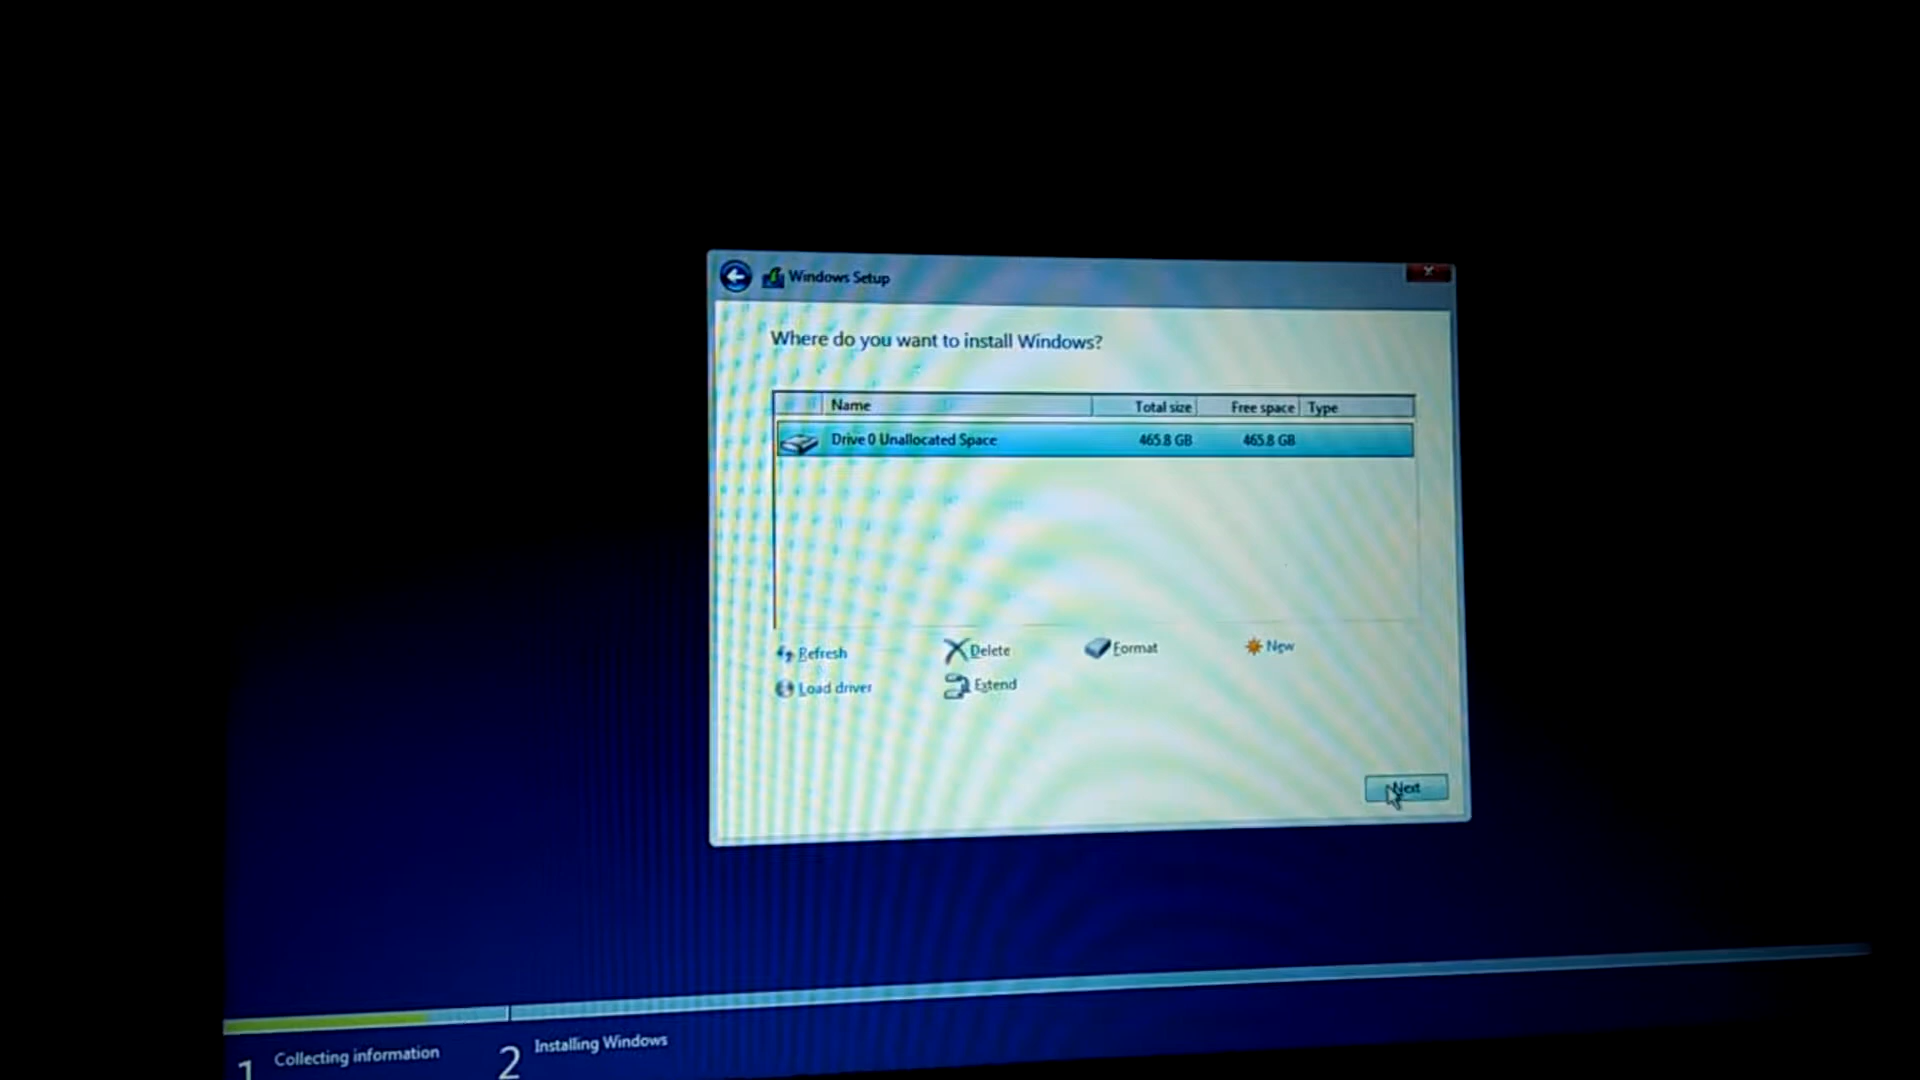 Windows Setup
Where do you want to install Windows?
Name Total size Free space Type
Drive 0 Unallocated Space 465.8 GB 465.8 GB
Refresh Delete Format New
Load driver Extend
Next
1 Collecting information 2 Installing Windows